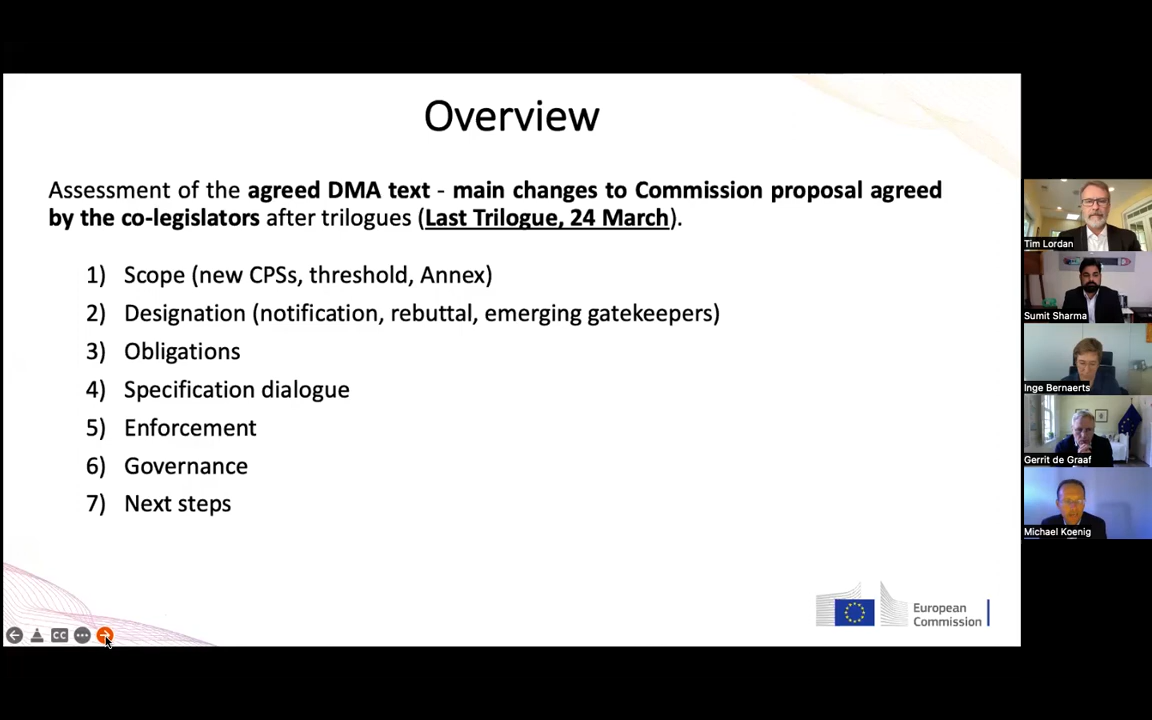 Overview
Assessment of the agreed DMA text - main changes to Commission proposal agreed
by the co-legislators after trilogues (Last Trilogue, 24 March).
1) Scope (new CPSs, threshold, Annex)
2) Designation (notification, rebuttal, emerging gatekeepers)
3) Obligations
4) Specification dialogue
5) Enforcement
6) Governance
7) Next steps
European
Commission
CC
Tim Lordan
Sumit Sharma
Inge Bernaerts
Gerrit de Graaf
Michael Koenig